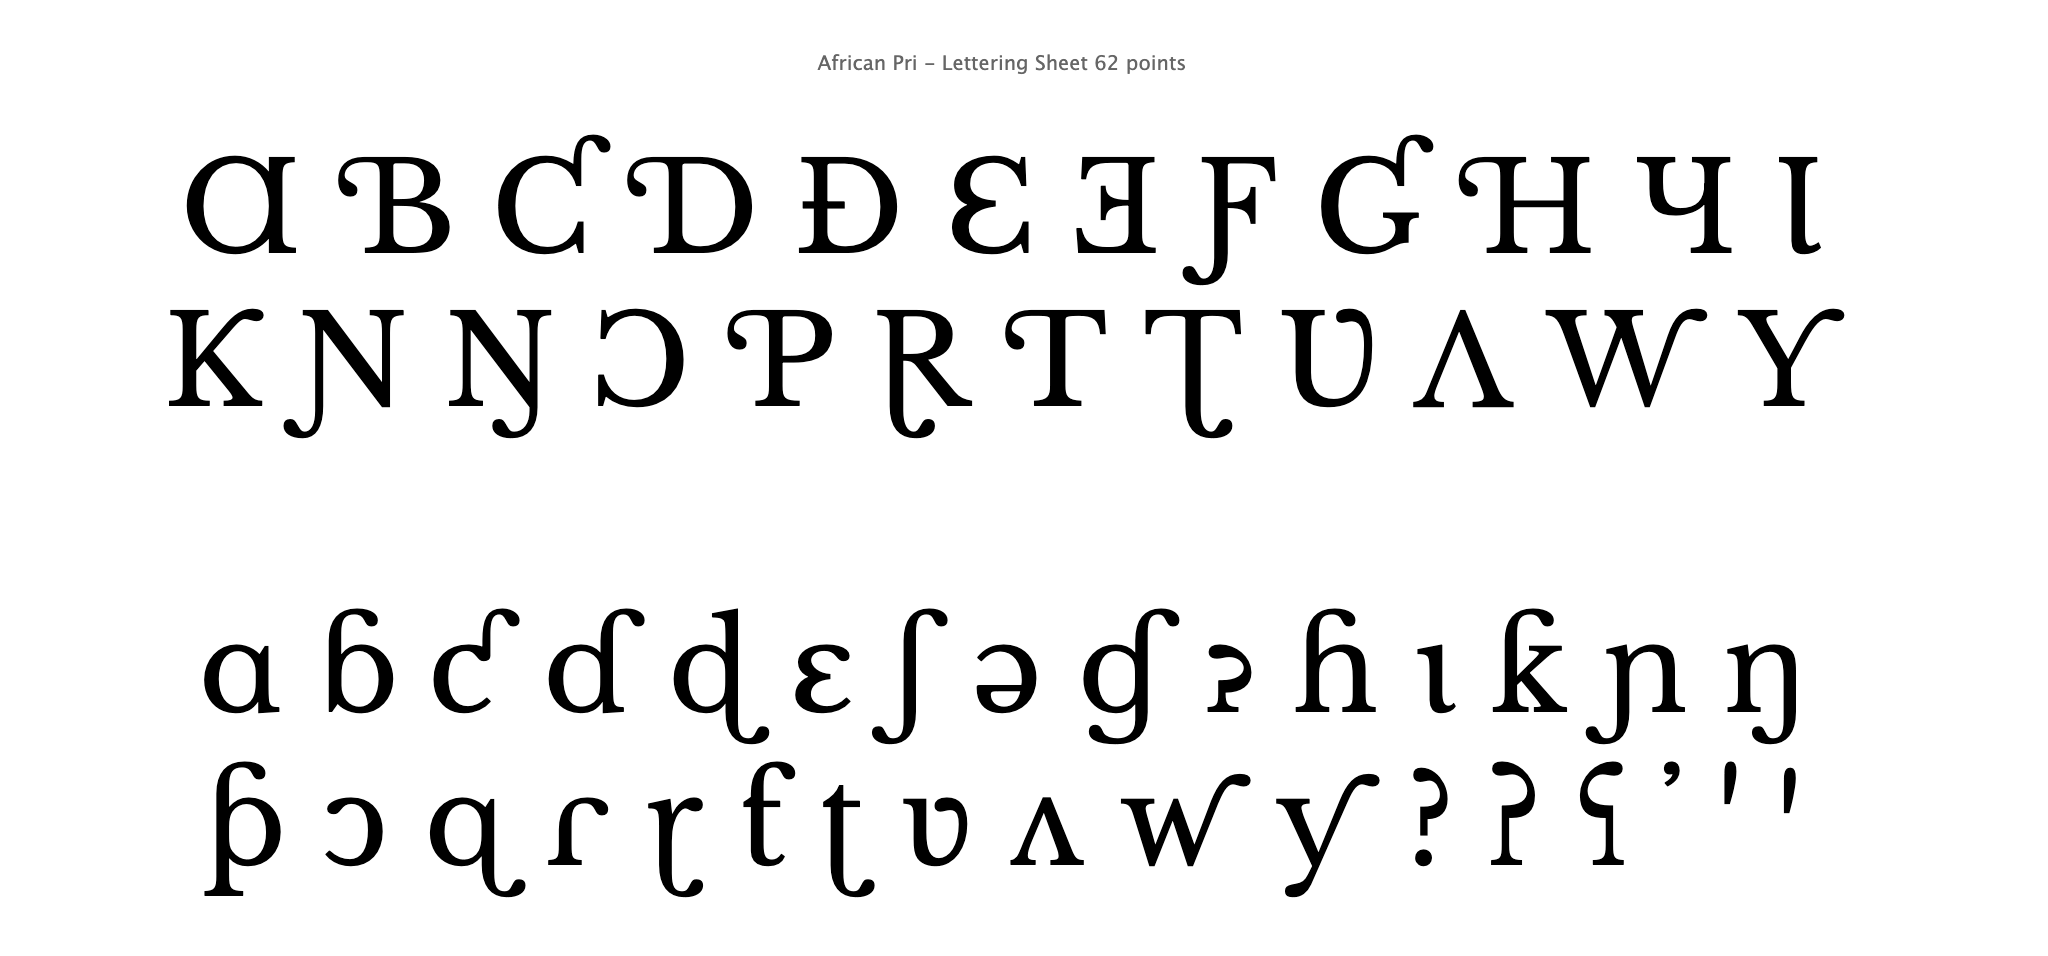 African Pri – Lettering Sheet 62 points
Ɑ Ɓ Ƈ Ɗ Ɖ Ɛ Ǝ Ƒ Ɠ Ɦ Ч Ɩ
Ƙ Ɲ Ŋ Ɔ Ƥ Ɽ Ƭ Ʈ Ʋ Ʌ Ⱳ Ƴ
ɑ ɓ ƈ ɗ ɖ ɛ ʃ ə ɠ ɂ ɦ ɩ ƙ ɲ ŋ
ƥ ɔ ɋ ɾ ɽ ƭ ʈ ʋ ʌ ⱳ ƴ ? ʔ ʕ ʼ ' ꞌ